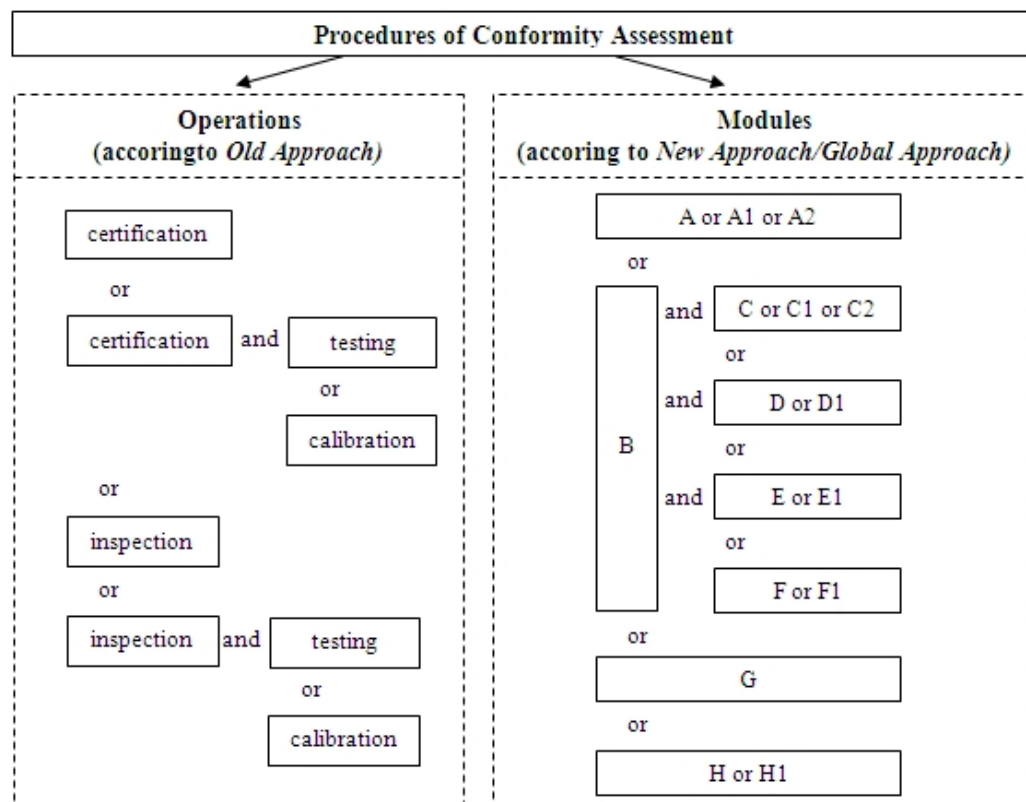 Procedures of Conformity Assessment
Operations
(accoringto Old Approach)
certification
or
certification and testing
or
calibration
or
inspection
or
inspection and testing
or
calibration
Modules
(accoring to New Approach/Global Approach)
A or A1 or A2
or
B
and C or C1 or C2
or
and D or D1
or
and E or E1
or
F or F1
or
G
or
H or H1